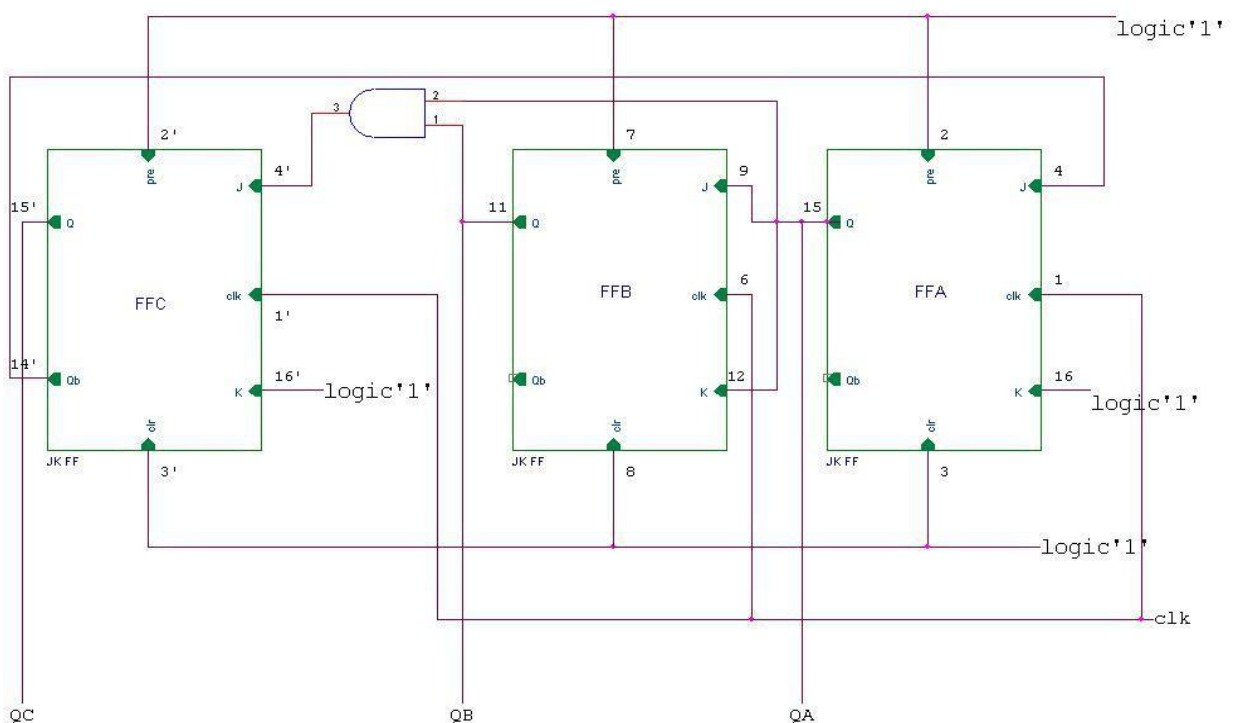 logic'1'
3
2
1
2'
7
2
pre
pre
pre
4'
9
4
J
J
J
15'
11
15
Q
Q
Q
6
1
FFC
clk
FFB
clk
FFA
clk
1'
14'
Qb
Qb
12
Qb
16'
16
K
logic'1'
K
K
logic'1'
clr
clr
clr
JK FF
JK FF
JK FF
3'
8
3
logic'1'
clk
QC
QB
QA